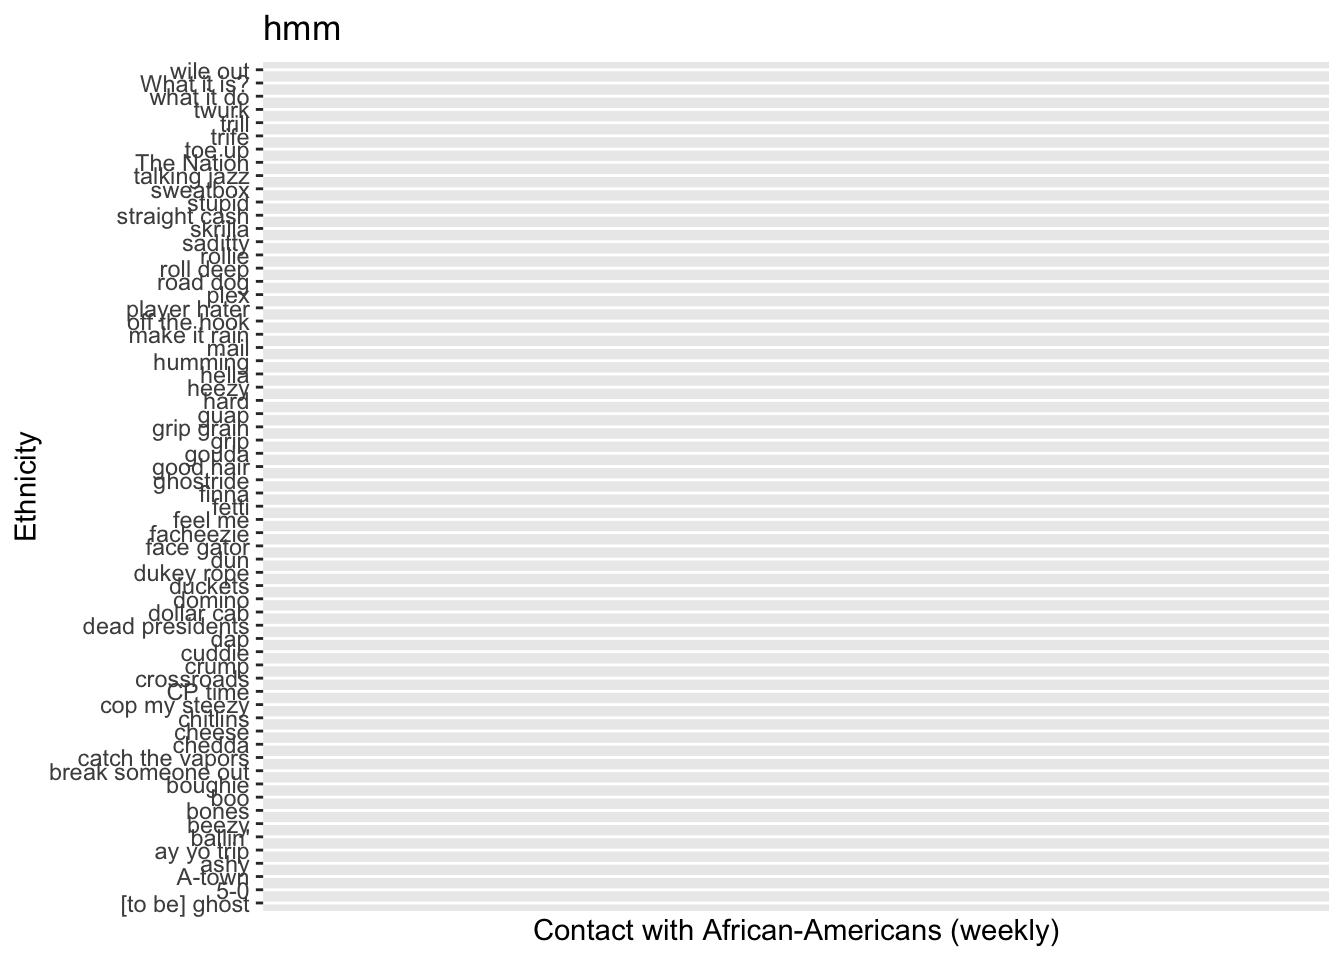 hmm
wile out
What it is?
what it do
twurk
trill
trife
toe up
The Nation
talking jazz
sweatbox
stupid
straight cash
skrilla
saditty
rollie
roll deep
road dog
plex
player hater
off the hook
make it rain
mail
humming
hella
heezy
hard
guap
grip grain
grip
gouda
good hair
ghostride
finna
fetti
feel me
facheezie
face gator
dun
dukey rope
duckets
domino
dollar cab
dead presidents
dap
cuddie
crump
crossroads
CP time
cop my steezy
chitlins
cheese
chedda
catch the vapors
break someone out
boughie
boo
bones
beezy
ballin'
ay yo trip
ashy
A-town
5-0
[to be] ghost
Ethnicity
Contact with African-Americans (weekly)